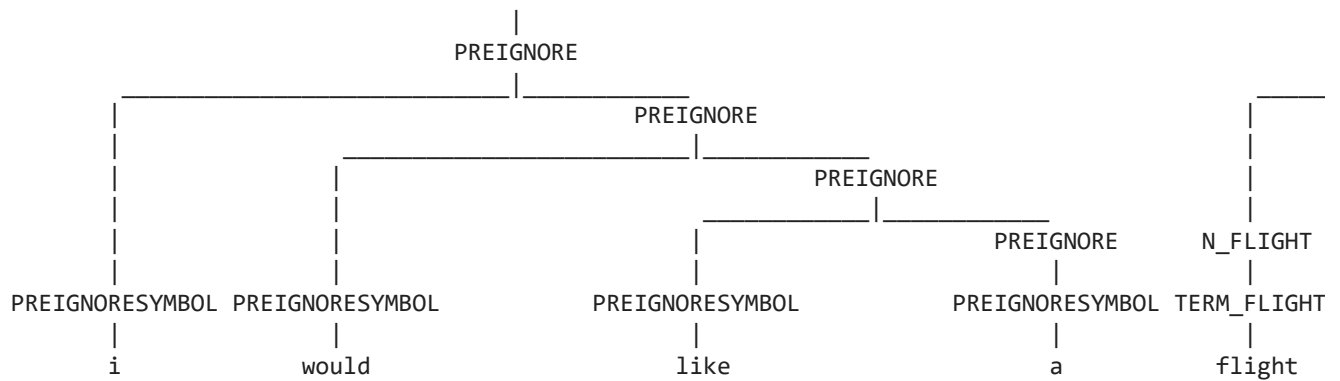 PREIGNORE
PREIGNORE
PREIGNORE
PREIGNORE N_FLIGHT
PREIGNORESYMBOL PREIGNORESYMBOL PREIGNORESYMBOL PREIGNORESYMBOL TERM_FLIGHT
i would like a flight